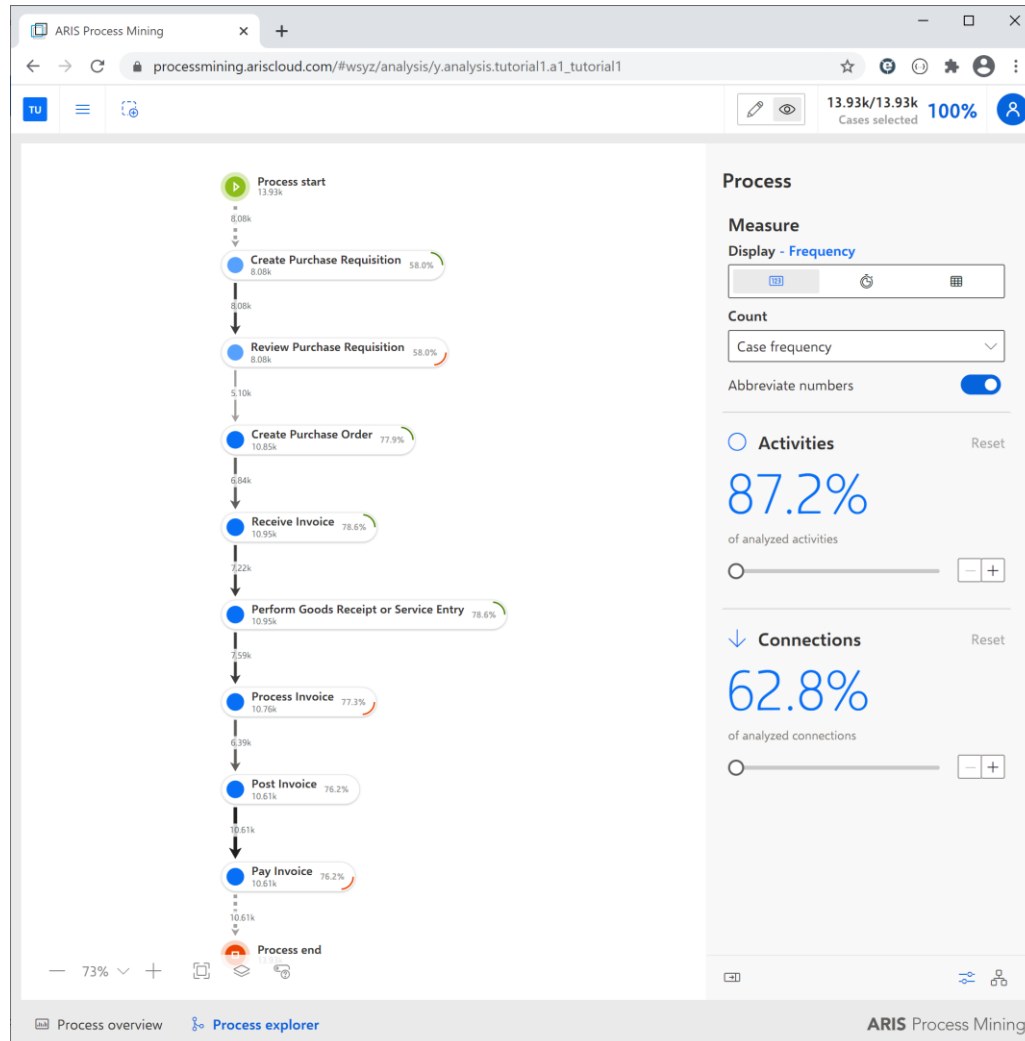 ARIS Process Mining
processmining.ariscloud.com/#wsyz/analysis/y.analysis.tutorial1.a1_tutorial1
TU
13.93k/13.93k
Cases selected
100%
Process start
13.93k
8.08k
Create Purchase Requisition 58.0%
8.08k
8.08k
Review Purchase Requisition 58.0%
8.08k
5.10k
Create Purchase Order 77.9%
10.85k
6.84k
Receive Invoice 78.6%
10.95k
7.22k
Perform Goods Receipt or Service Entry 78.6%
10.95k
7.59k
Process Invoice 77.3%
10.76k
6.39k
Post Invoice 76.2%
10.61k
10.61k
Pay Invoice 76.2%
10.61k
10.61k
Process end
73%
Process
Measure
Display - Frequency
123
Count
Case frequency
Abbreviate numbers
Activities
Reset
87.2%
of analyzed activities
Connections
Reset
62.8%
of analyzed connections
Process overview
Process explorer
ARIS Process Mining